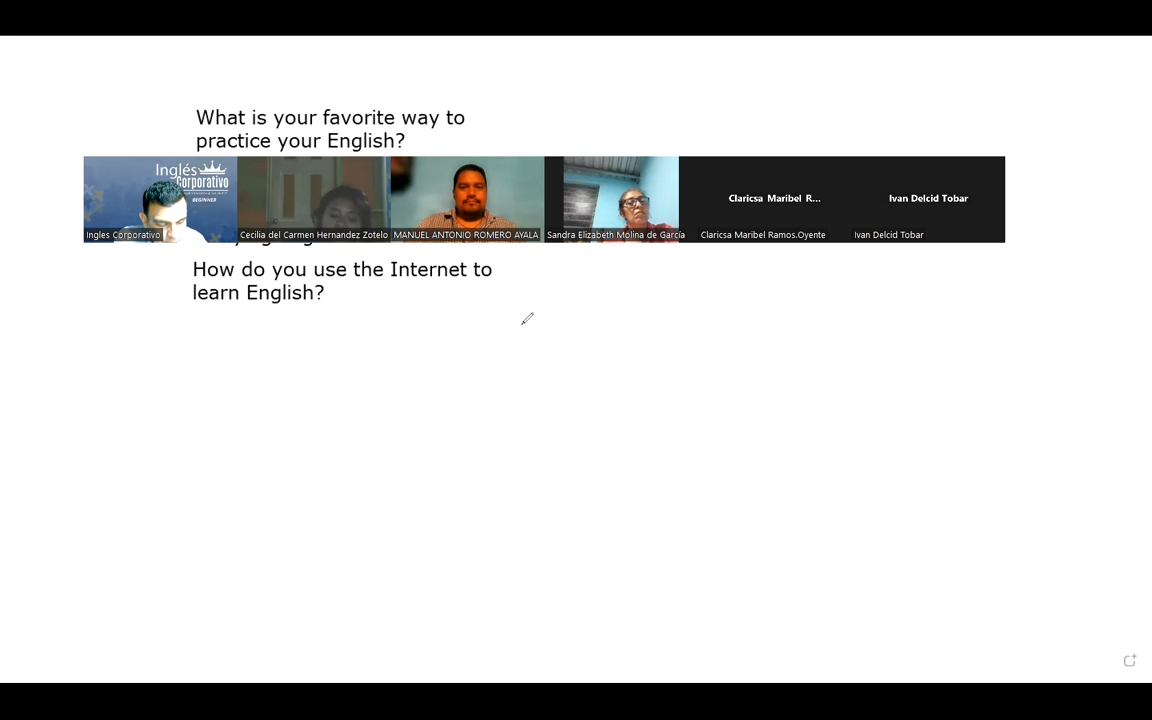 What is your favorite way to
practice your English?
Inglés
Corporativo
BEGINNER
Claricsa Maribel R...
Ivan Delcid Tobar
Ingles Corporativo
Cecilia del Carmen Hernandez Zotelo
MANUEL ANTONIO ROMERO AYALA
Sandra Elizabeth Molina de García
Claricsa Maribel Ramos.Oyente
Ivan Delcid Tobar
How do you use the Internet to
learn English?